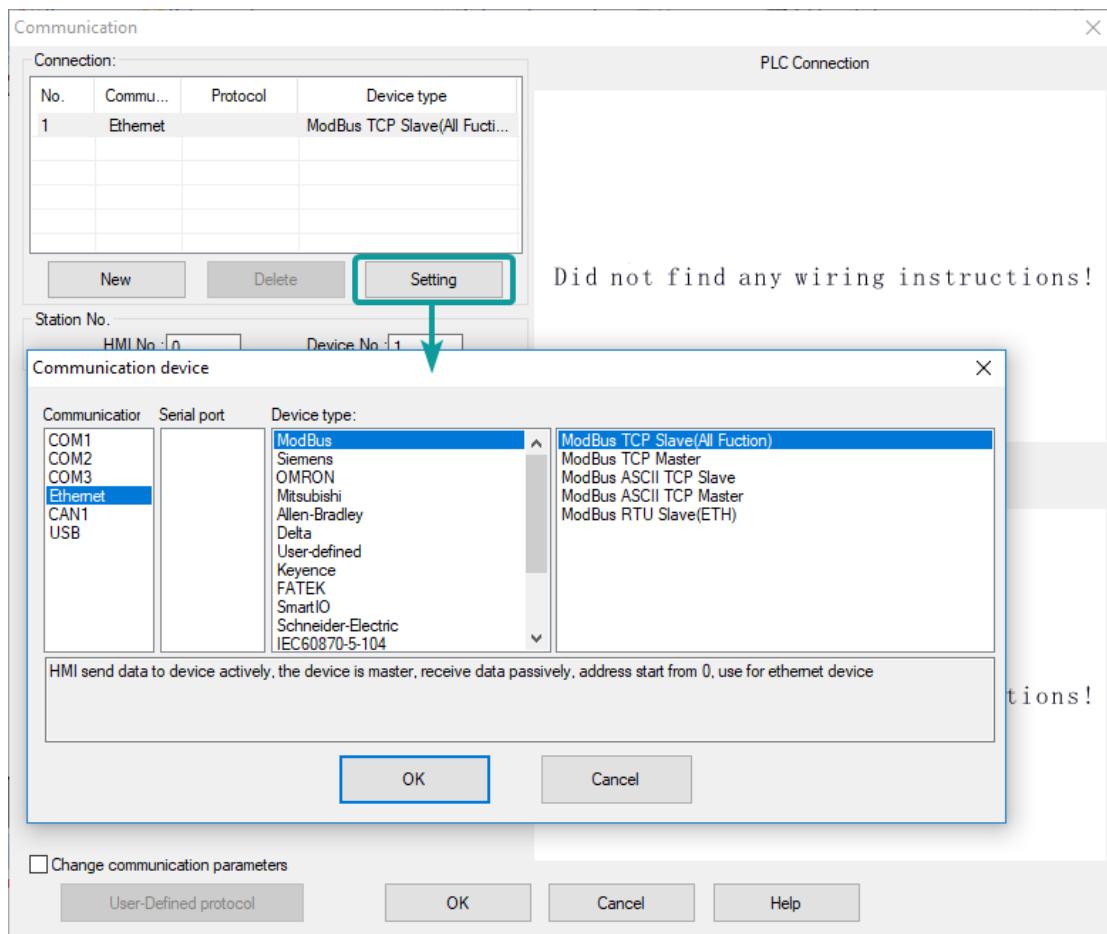 Communication
Connection:
PLC Connection
No. Commu... Protocol Device type
1 Ethernet ModBus TCP Slave(All Fucti...
New Delete Setting
Did not find any wiring instructions!
Station No.
HMI No.: 0 Device No.: 1
Communication device
Communicatior Serial port Device type:
COM1
COM2
COM3
Ethernet
CAN1
USB
ModBus
Siemens
OMRON
Mitsubishi
Allen-Bradley
Delta
User-defined
Keyence
FATEK
SmartIO
Schneider-Electric
IEC60870-5-104
ModBus TCP Slave(All Fuction)
ModBus TCP Master
ModBus ASCII TCP Slave
ModBus ASCII TCP Master
ModBus RTU Slave(ETH)
HMI send data to device actively, the device is master, receive data passively, address start from 0, use for ethernet device
tions!
OK Cancel
Change communication parameters
User-Defined protocol OK Cancel Help